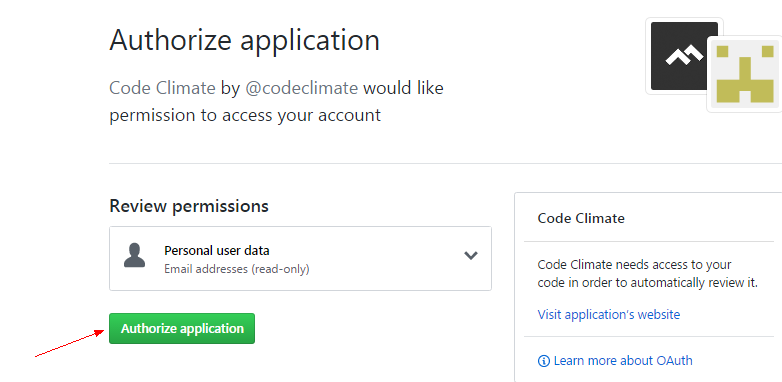 Authorize application
Code Climate by @codeclimate would like
permission to access your account
Review permissions
Personal user data
Email addresses (read-only)
Authorize application
Code Climate
Code Climate needs access to your
code in order to automatically review it.
Visit application's website
Learn more about OAuth